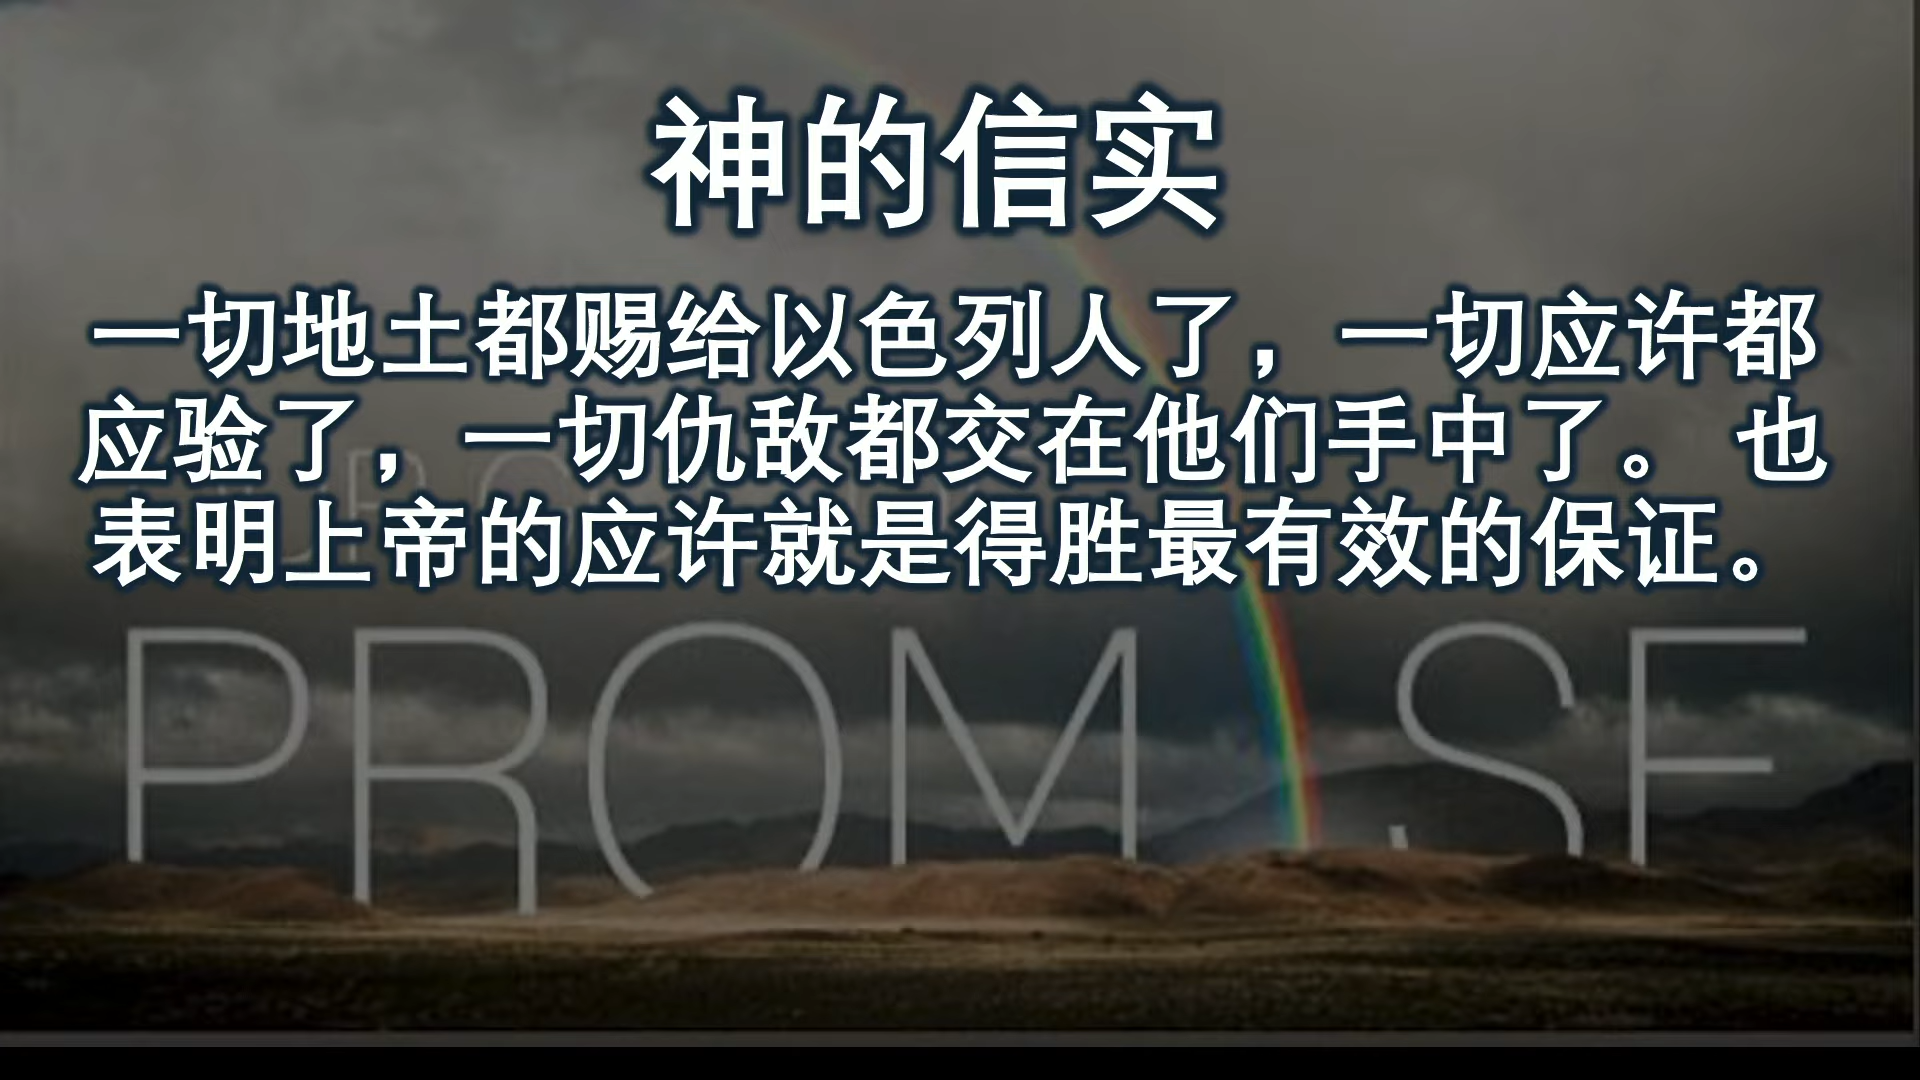 神的信实
一切地土都赐给以色列人了，一切应许都
应验了，一切仇敌都交在他们手中了。 也
表明上帝的应许就是得胜最有效的保证。
PROM SE